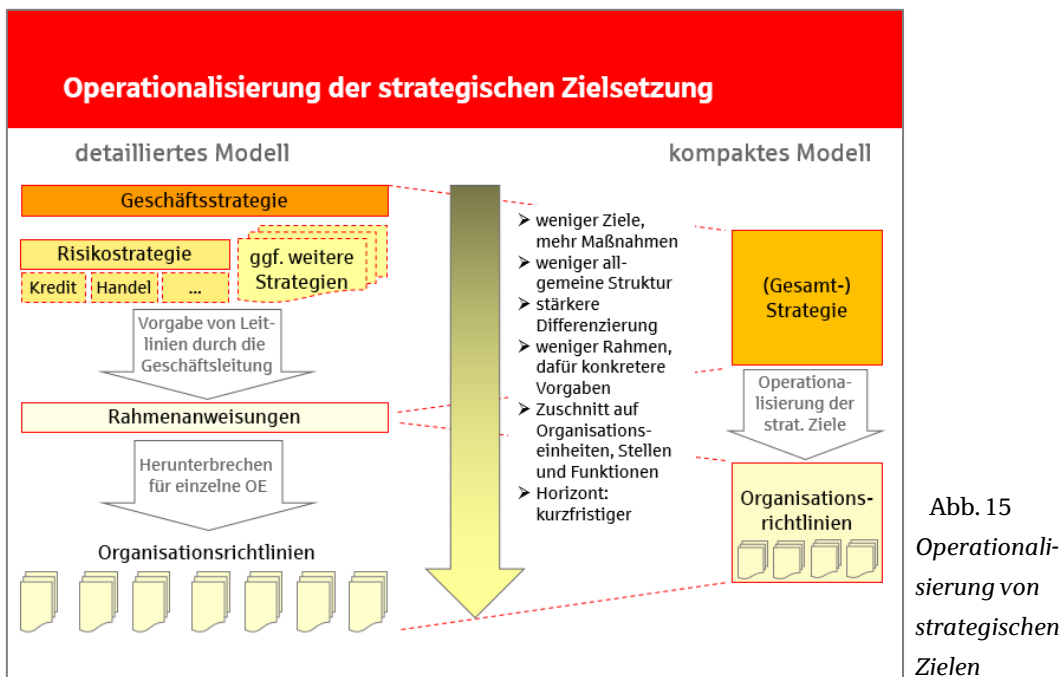 Operationalisierung der strategischen Zielsetzung
detailliertes Modell
Geschäftsstrategie
Risikostrategie
Kredit
Handel
...
ggf. weitere
Strategien
Vorgabe von Leit-
linien durch die
Geschäftsleitung
Rahmenanweisungen
Herunterbrechen
für einzelne OE
Organisationsrichtlinien
➢ weniger Ziele,
mehr Maßnahmen
➢ weniger all-
gemeine Struktur
➢ stärkere
Differenzierung
➢ weniger Rahmen,
dafür konkretere
Vorgaben
➢ Zuschnitt auf
Organisations-
einheiten, Stellen
und Funktionen
➢ Horizont:
kurzfristiger
kompaktes Modell
(Gesamt-)
Strategie
Operationa-
lisierung der
strat. Ziele
Organisations-
richtlinien
Abb. 15
Operationali-
sierung von
strategischen
Zielen